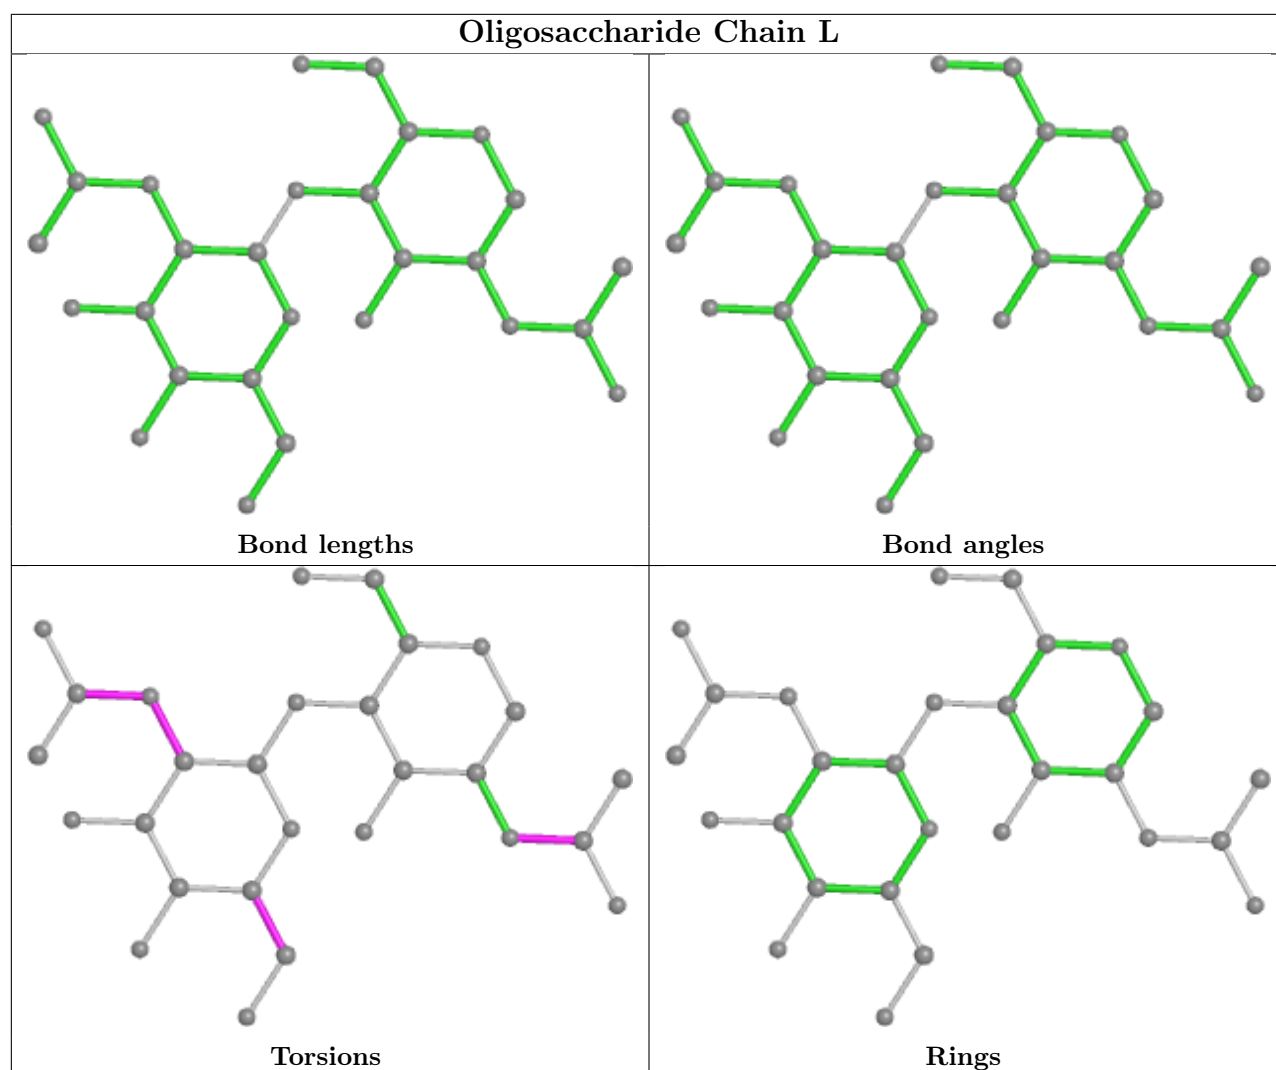 Oligosaccharide Chain L
Bond lengths
Bond angles
Torsions
Rings